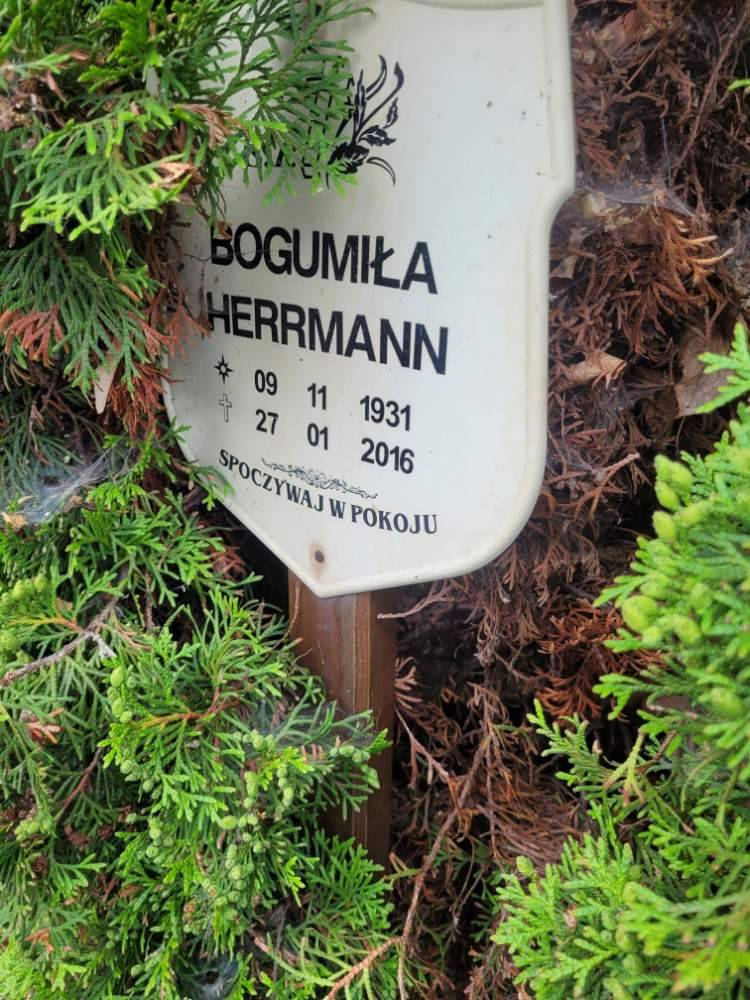 BOGUMIŁA
HERRMANN
09 11 1931
27 01 2016
SPOCZYWAJ W POKOJU